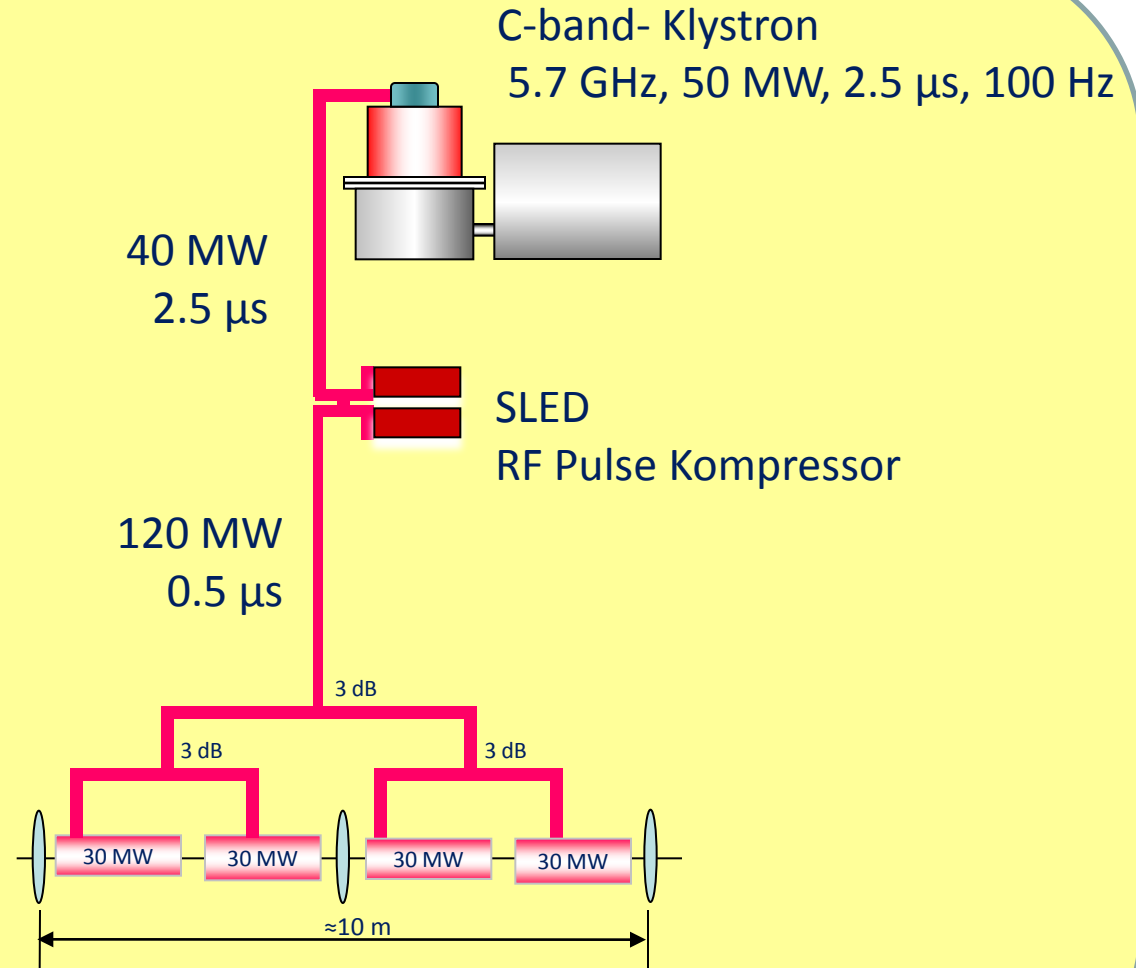 C-band- Klystron
5.7 GHz, 50 MW, 2.5 µs, 100 Hz
40 MW
2.5 µs
SLED
RF Pulse Kompressor
120 MW
0.5 µs
3 dB
3 dB
3 dB
30 MW
30 MW
30 MW
30 MW
≈10 m